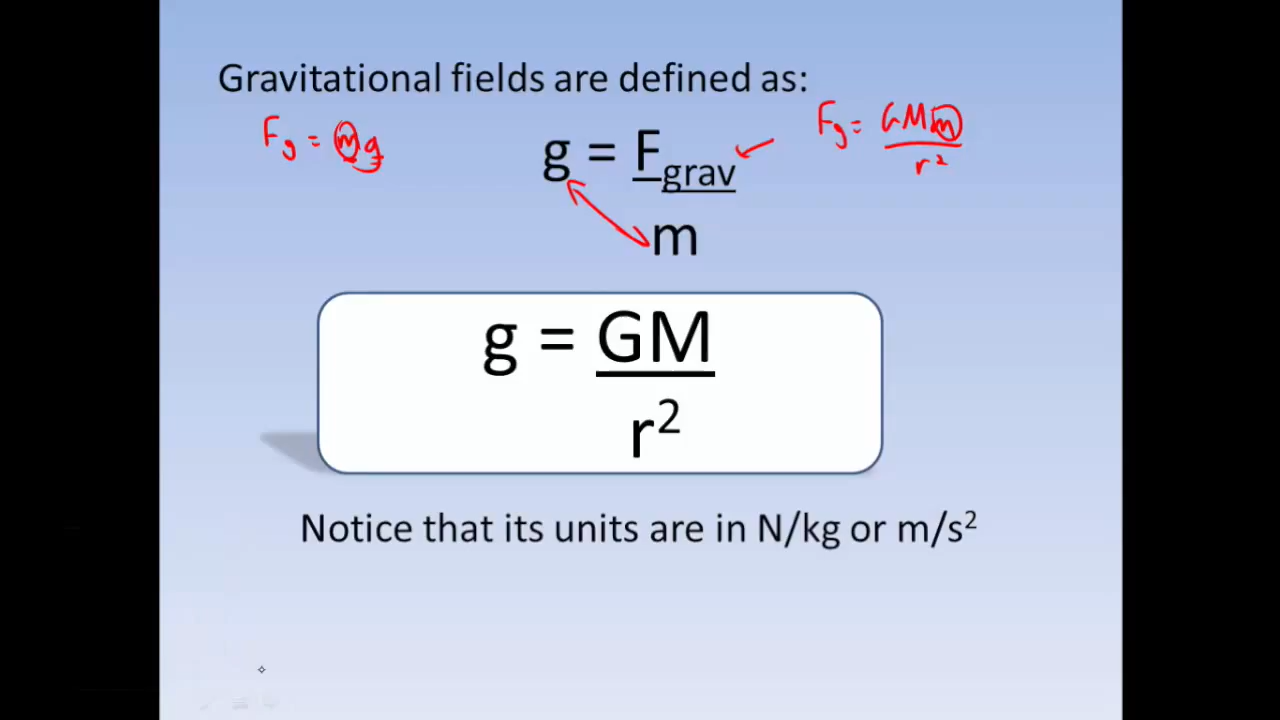 Gravitational fields are defined as:
Fg = mg
g = Fgrav
m
Fg = GMm
r²
g = GM
r²
Notice that its units are in N/kg or m/s²